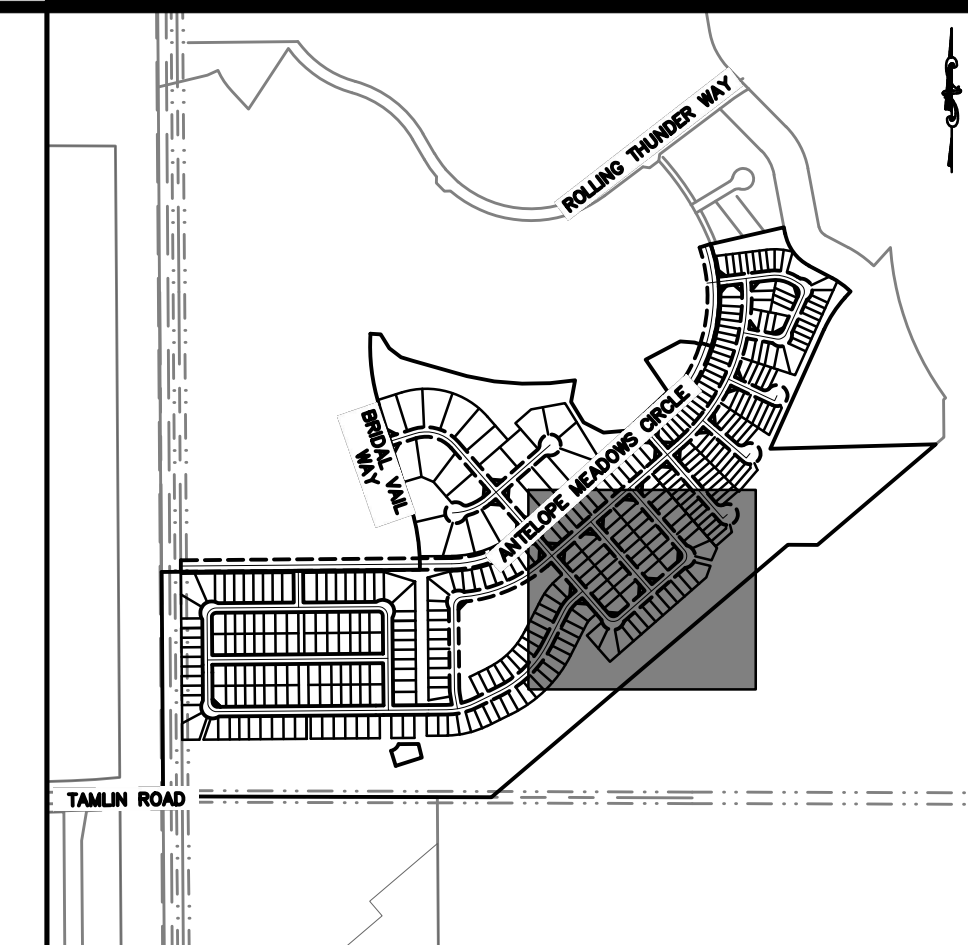 ROLLING THUNDER WAY
BRIDAL VAIL
WAY
ANTELOPE MEADOWS CIRCLE
TAMLIN ROAD